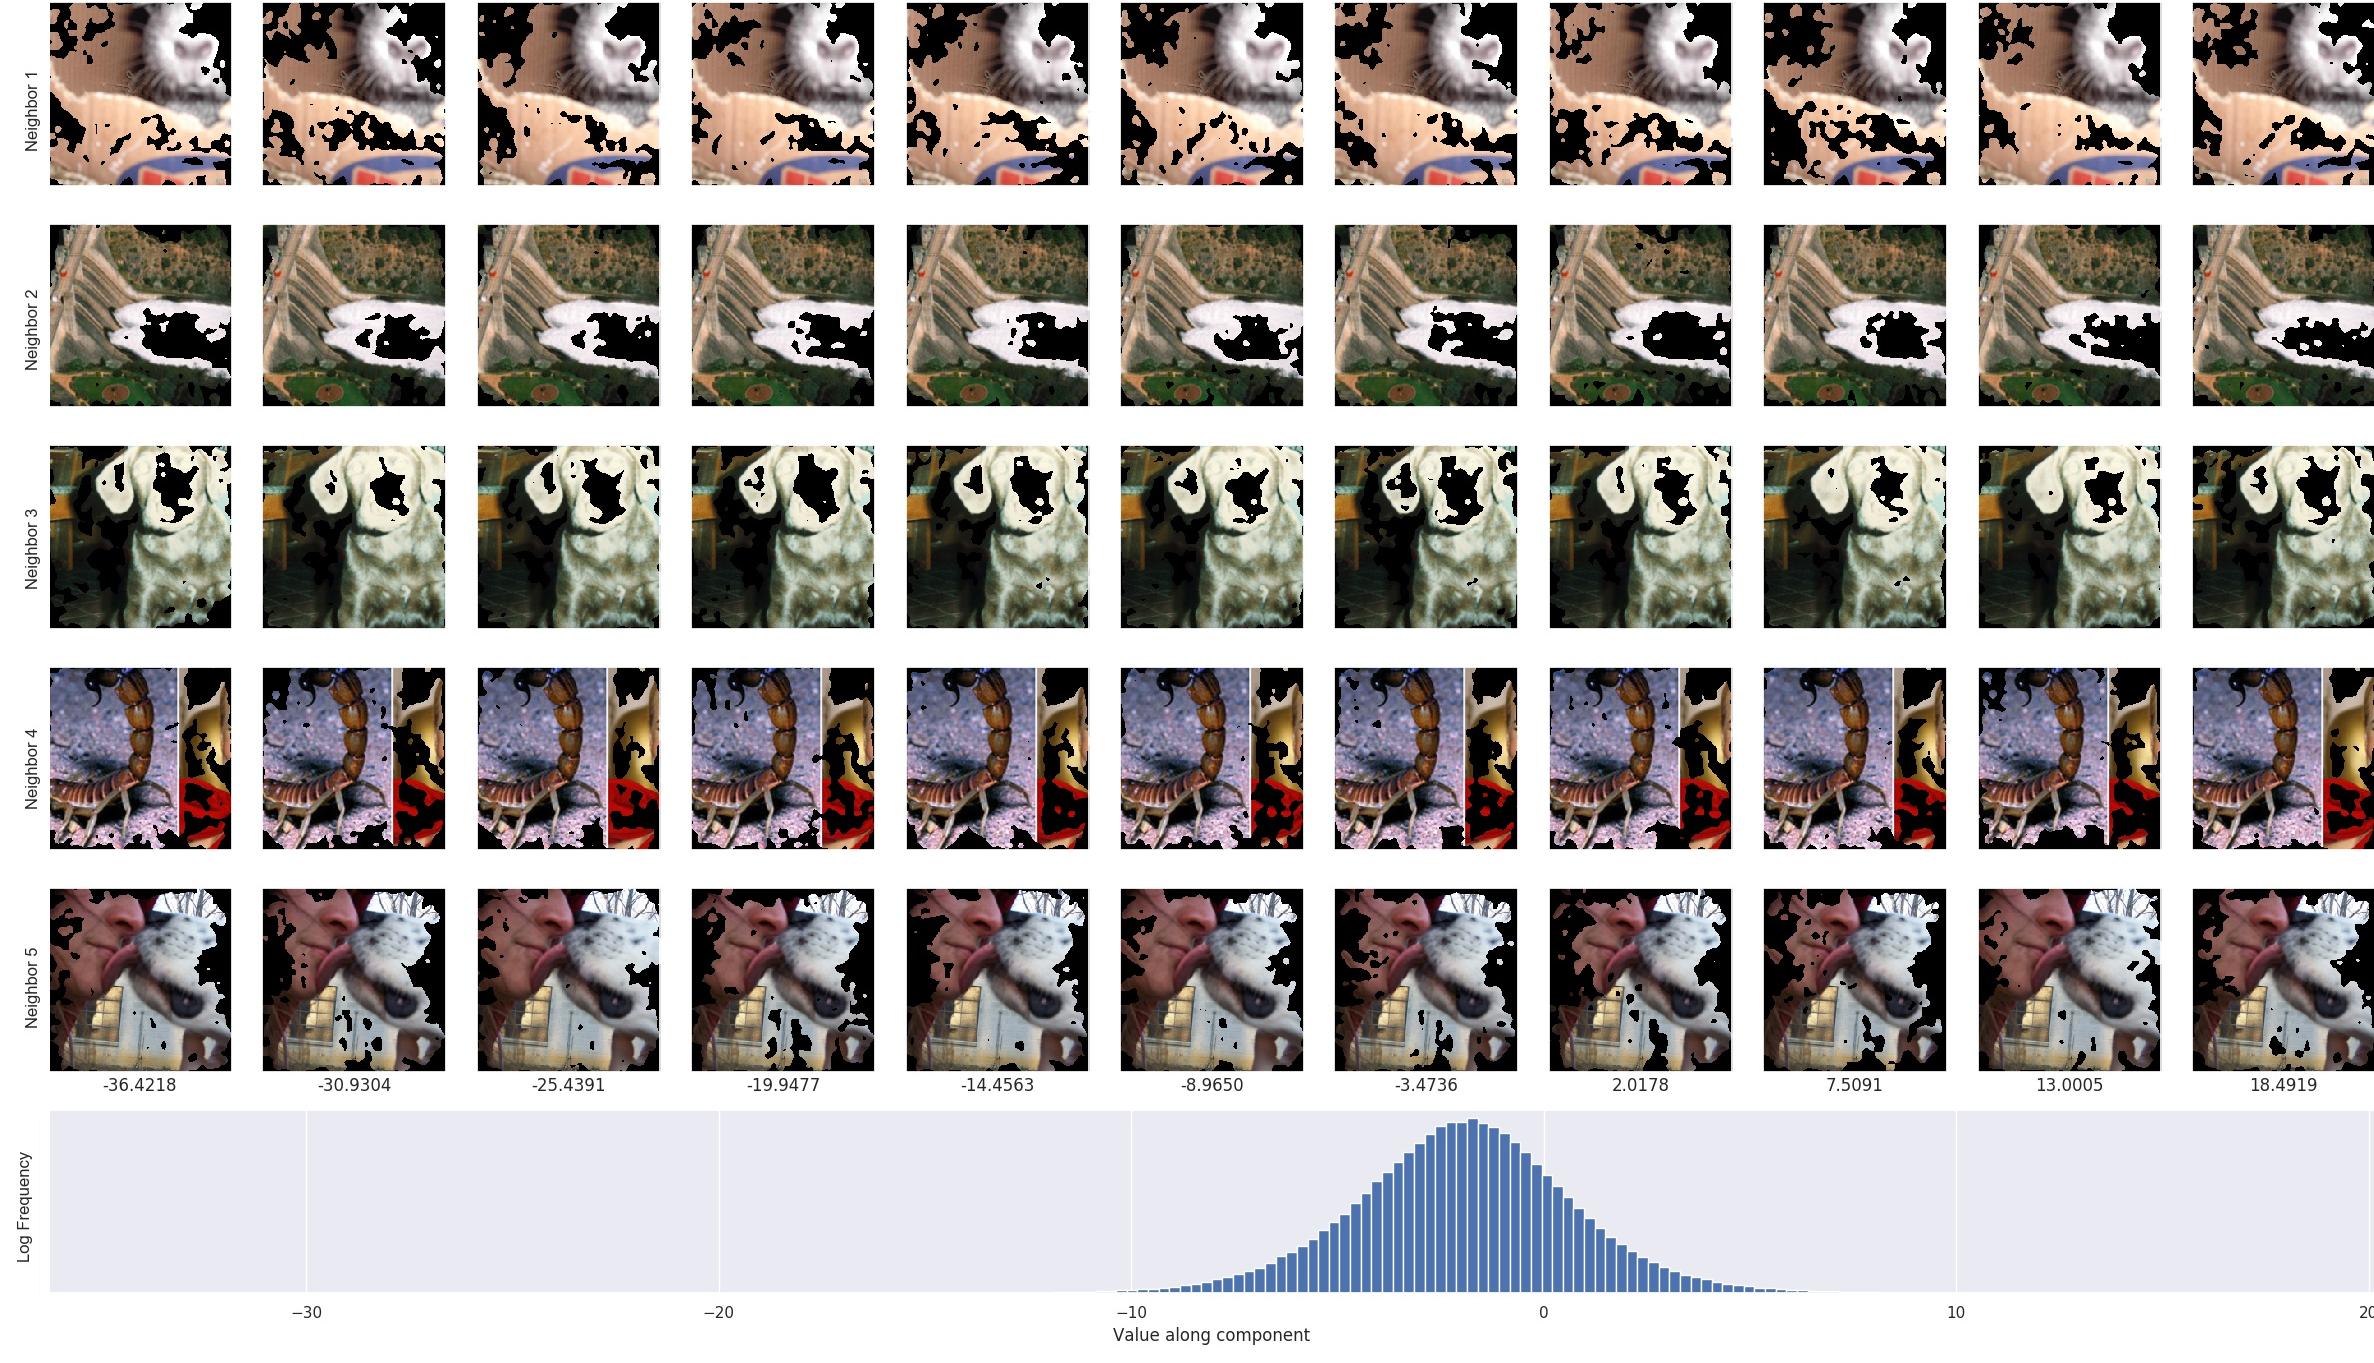 Neighbor 1
Neighbor 2
Neighbor 3
Neighbor 4
Neighbor 5
-36.4218 -30.9304 -25.4391 -19.9477 -14.4563 -8.9650 -3.4736 2.0178 7.5091 13.0005 18.4919
Log Frequency
−30 −20 −10 0 10 20
Value along component